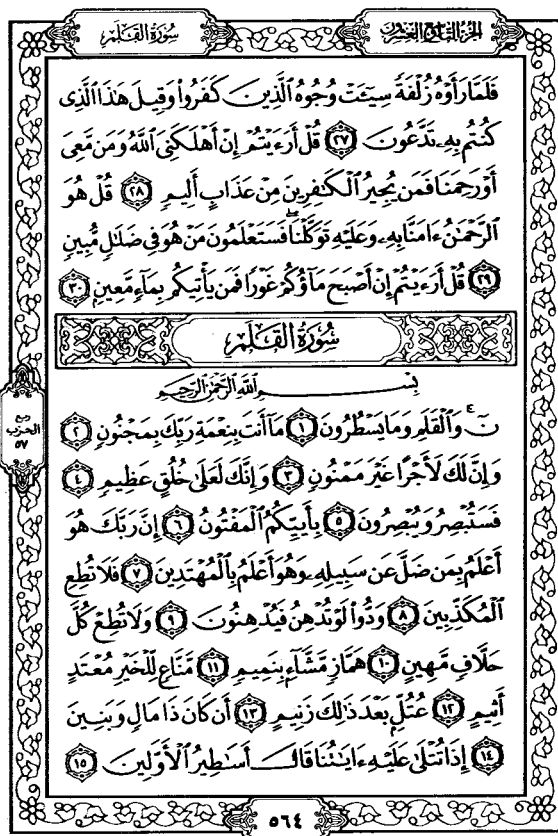 سُورَةُ القَلَمِ
الجُزْءُ التَّاسِعُ وَالعِشْرُونَ
فَلَمَّا رَأَوْهُ زُلْفَةً سِيٓـَٔتْ وُجُوهُ ٱلَّذِينَ كَفَرُواْ وَقِيلَ هَٰذَا ٱلَّذِى
كُنتُم بِهِۦ تَدَّعُونَ ٢٧ قُلْ أَرَءَيْتُمْ إِنْ أَهْلَكَنِىَ ٱللَّهُ وَمَن مَّعِىَ
أَوْ رَحِمَنَا فَمَن يُجِيرُ ٱلْكَٰفِرِينَ مِنْ عَذَابٍ أَلِيمٍ ٢٨ قُلْ هُوَ
ٱلرَّحْمَٰنُ ءَامَنَّا بِهِۦ وَعَلَيْهِ تَوَكَّلْنَا ۖ فَسَتَعْلَمُونَ مَنْ هُوَ فِى ضَلَٰلٍ مُّبِينٍ
٢٩ قُلْ أَرَءَيْتُمْ إِنْ أَصْبَحَ مَآؤُكُمْ غَوْرًا فَمَن يَأْتِيكُم بِمَآءٍ مَّعِينٍۭ ٣٠
سُورَةُ القَلَمِ
بِسْمِ ٱللَّهِ ٱلرَّحْمَٰنِ ٱلرَّحِيمِ
نٓ ۚ وَٱلْقَلَمِ وَمَا يَسْطُرُونَ ١ مَآ أَنتَ بِنِعْمَةِ رَبِّكَ بِمَجْنُونٍ ٢
وَإِنَّ لَكَ لَأَجْرًا غَيْرَ مَمْنُونٍ ٣ وَإِنَّكَ لَعَلَىٰ خُلُقٍ عَظِيمٍ ٤
فَسَتُبْصِرُ وَيُبْصِرُونَ ٥ بِأَييِّكُمُ ٱلْمَفْتُونُ ٦ إِنَّ رَبَّكَ هُوَ
أَعْلَمُ بِمَن ضَلَّ عَن سَبِيلِهِۦ وَهُوَ أَعْلَمُ بِٱلْمُهْتَدِينَ ٧ فَلَا تُطِعِ
ٱلْمُكَذِّبِينَ ٨ وَدُّواْ لَوْ تُدْهِنُ فَيُدْهِنُونَ ٩ وَلَا تُطِعْ كُلَّ
حَلَّافٍ مَّهِينٍ ١٠ هَمَّازٍ مَّشَّآءٍۭ بِنَمِيمٍ ١١ مَّنَّاعٍ لِّلْخَيْرِ مُعْتَدٍ
أَثِيمٍ ١٢ عُتُلٍّۭ بَعْدَ ذَٰلِكَ زَنِيمٍ ١٣ أَن كَانَ ذَا مَالٍ وَبَنِينَ
١٤ إِذَا تُتْلَىٰ عَلَيْهِ ءَايَٰتُنَا قَالَ أَسَٰطِيرُ ٱلْأَوَّلِينَ ١٥
ربع
الحزب
٥٧
٥٦٤